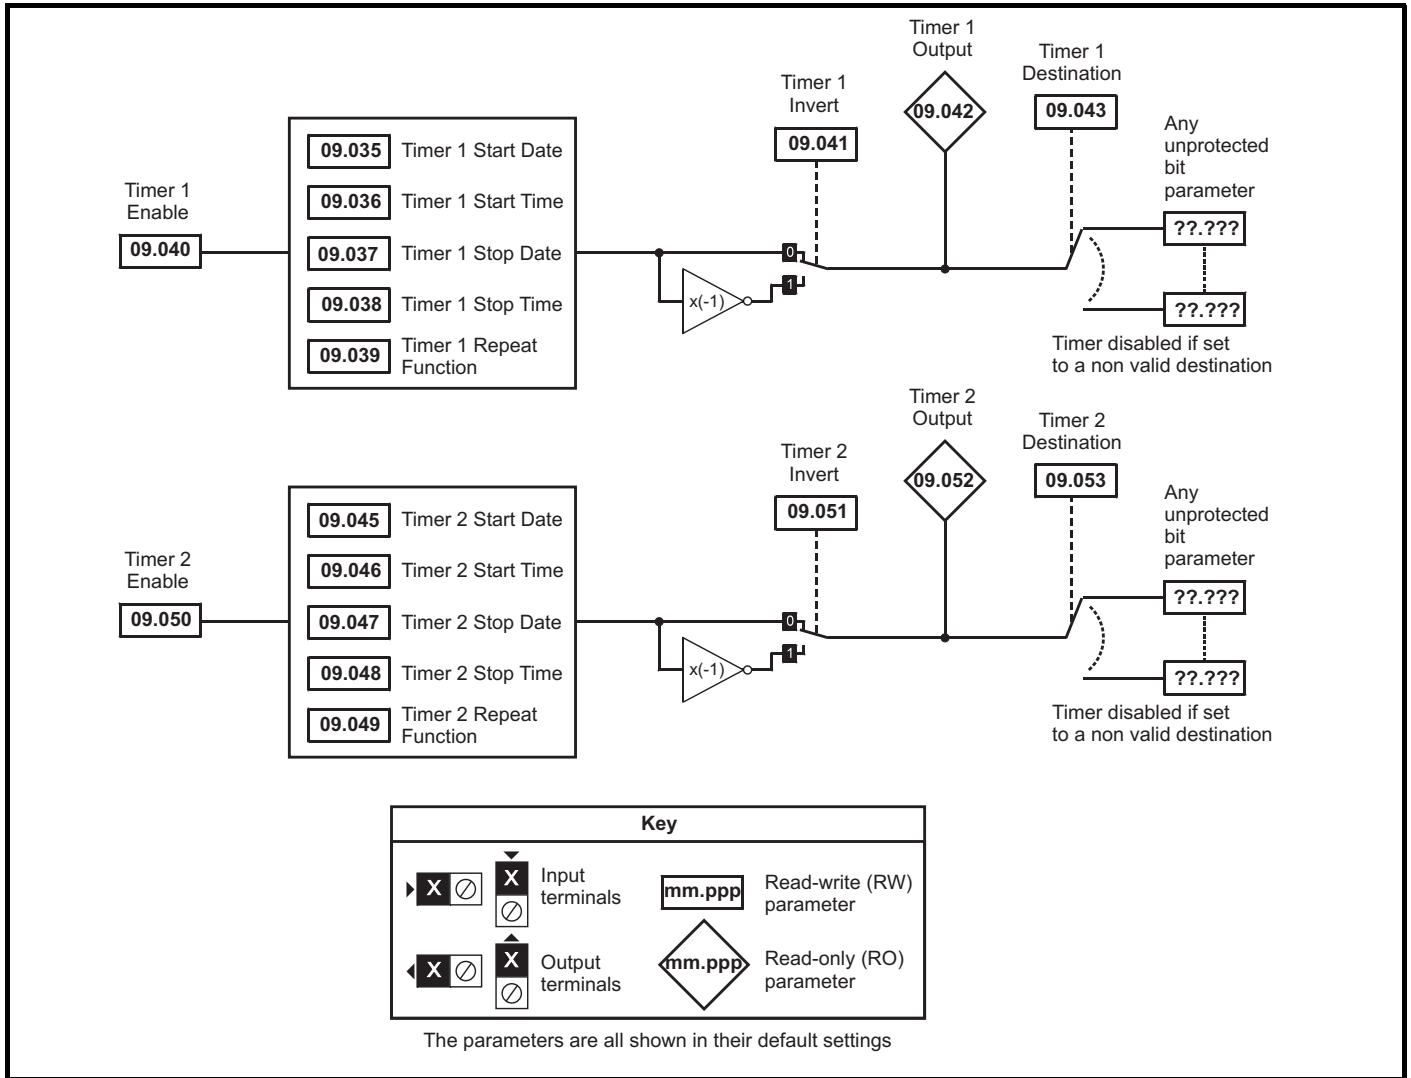 Timer 1
Output
Timer 1
Destination
Timer 1
Invert
09.042
09.043
09.041
Any
unprotected
bit
parameter
09.035 Timer 1 Start Date
Timer 1
Enable
09.036 Timer 1 Start Time
??.???
09.040
09.037 Timer 1 Stop Date
0
1
x(-1)
09.038 Timer 1 Stop Time
??.???
09.039 Timer 1 Repeat
Function
Timer disabled if set
to a non valid destination
Timer 2
Output
Timer 2
Destination
Timer 2
Invert
09.052
09.053
09.051
Any
unprotected
bit
parameter
09.045 Timer 2 Start Date
Timer 2
Enable
09.046 Timer 2 Start Time
??.???
09.050
09.047 Timer 2 Stop Date
0
1
x(-1)
09.048 Timer 2 Stop Time
??.???
09.049 Timer 2 Repeat
Function
Timer disabled if set
to a non valid destination
Key
X
X
Input
terminals
mm.ppp
Read-write (RW)
parameter
X
X
Output
terminals
mm.ppp
Read-only (RO)
parameter
The parameters are all shown in their default settings